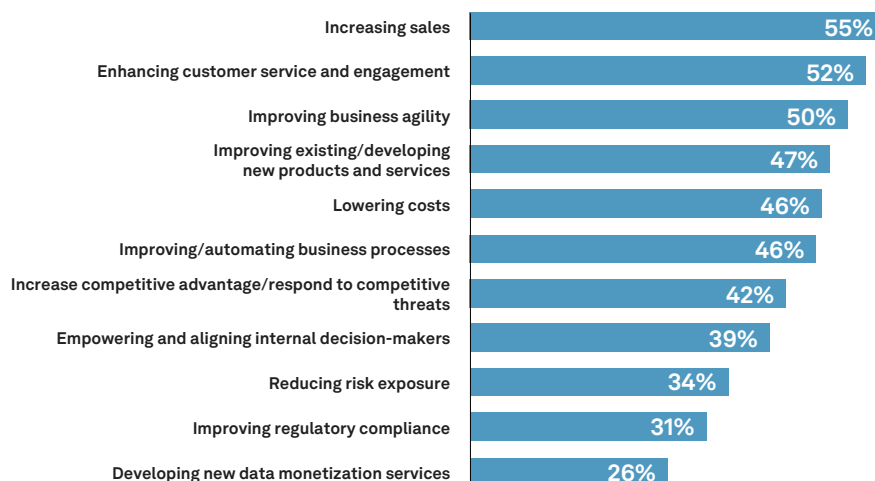 Increasing sales 55%
Enhancing customer service and engagement 52%
Improving business agility 50%
Improving existing/developing
new products and services 47%
Lowering costs 46%
Improving/automating business processes 46%
Increase competitive advantage/respond to competitive
threats 42%
Empowering and aligning internal decision-makers 39%
Reducing risk exposure 34%
Improving regulatory compliance 31%
Developing new data monetization services 26%